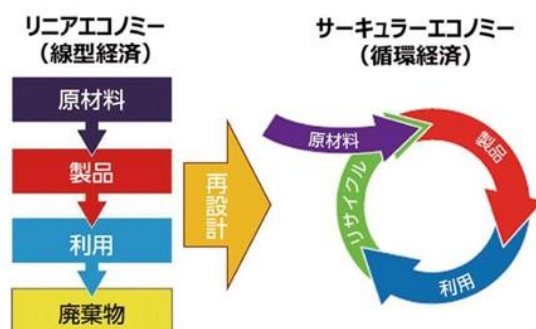 リニアエコノミー
（線型経済）
原材料
製品
利用
廃棄物
再設計
サーキュラーエコノミー
（循環経済）
原材料
製品
利用
リサイクル